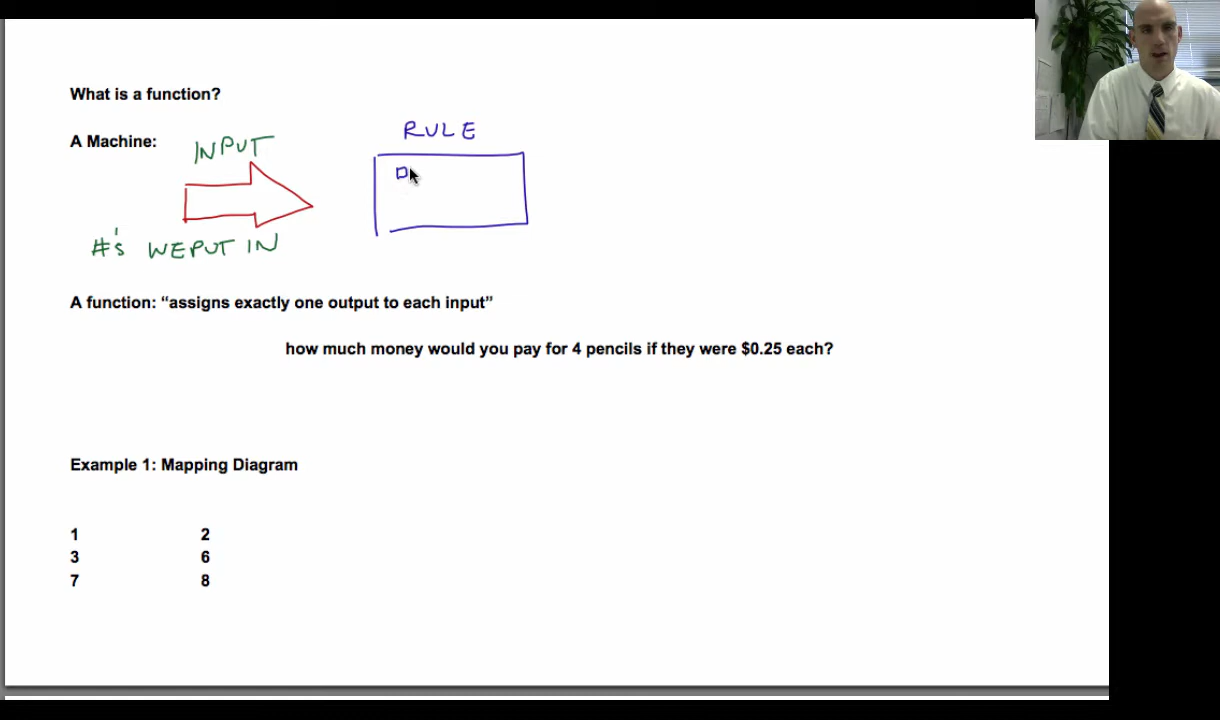 What is a function?
RULE
A Machine:
INPUT
#'s WE PUT IN
A function: “assigns exactly one output to each input”
how much money would you pay for 4 pencils if they were $0.25 each?
Example 1: Mapping Diagram
1 2
3 6
7 8